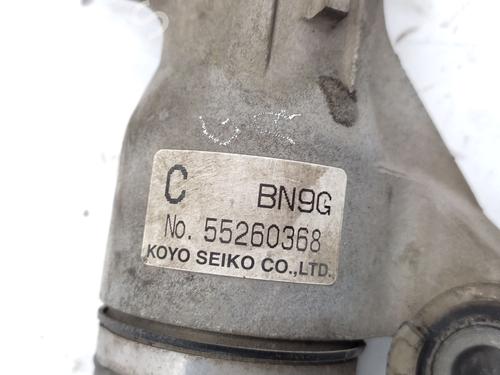 C BN9G
No. 55260368
KOYO SEIKO CO.,LTD.